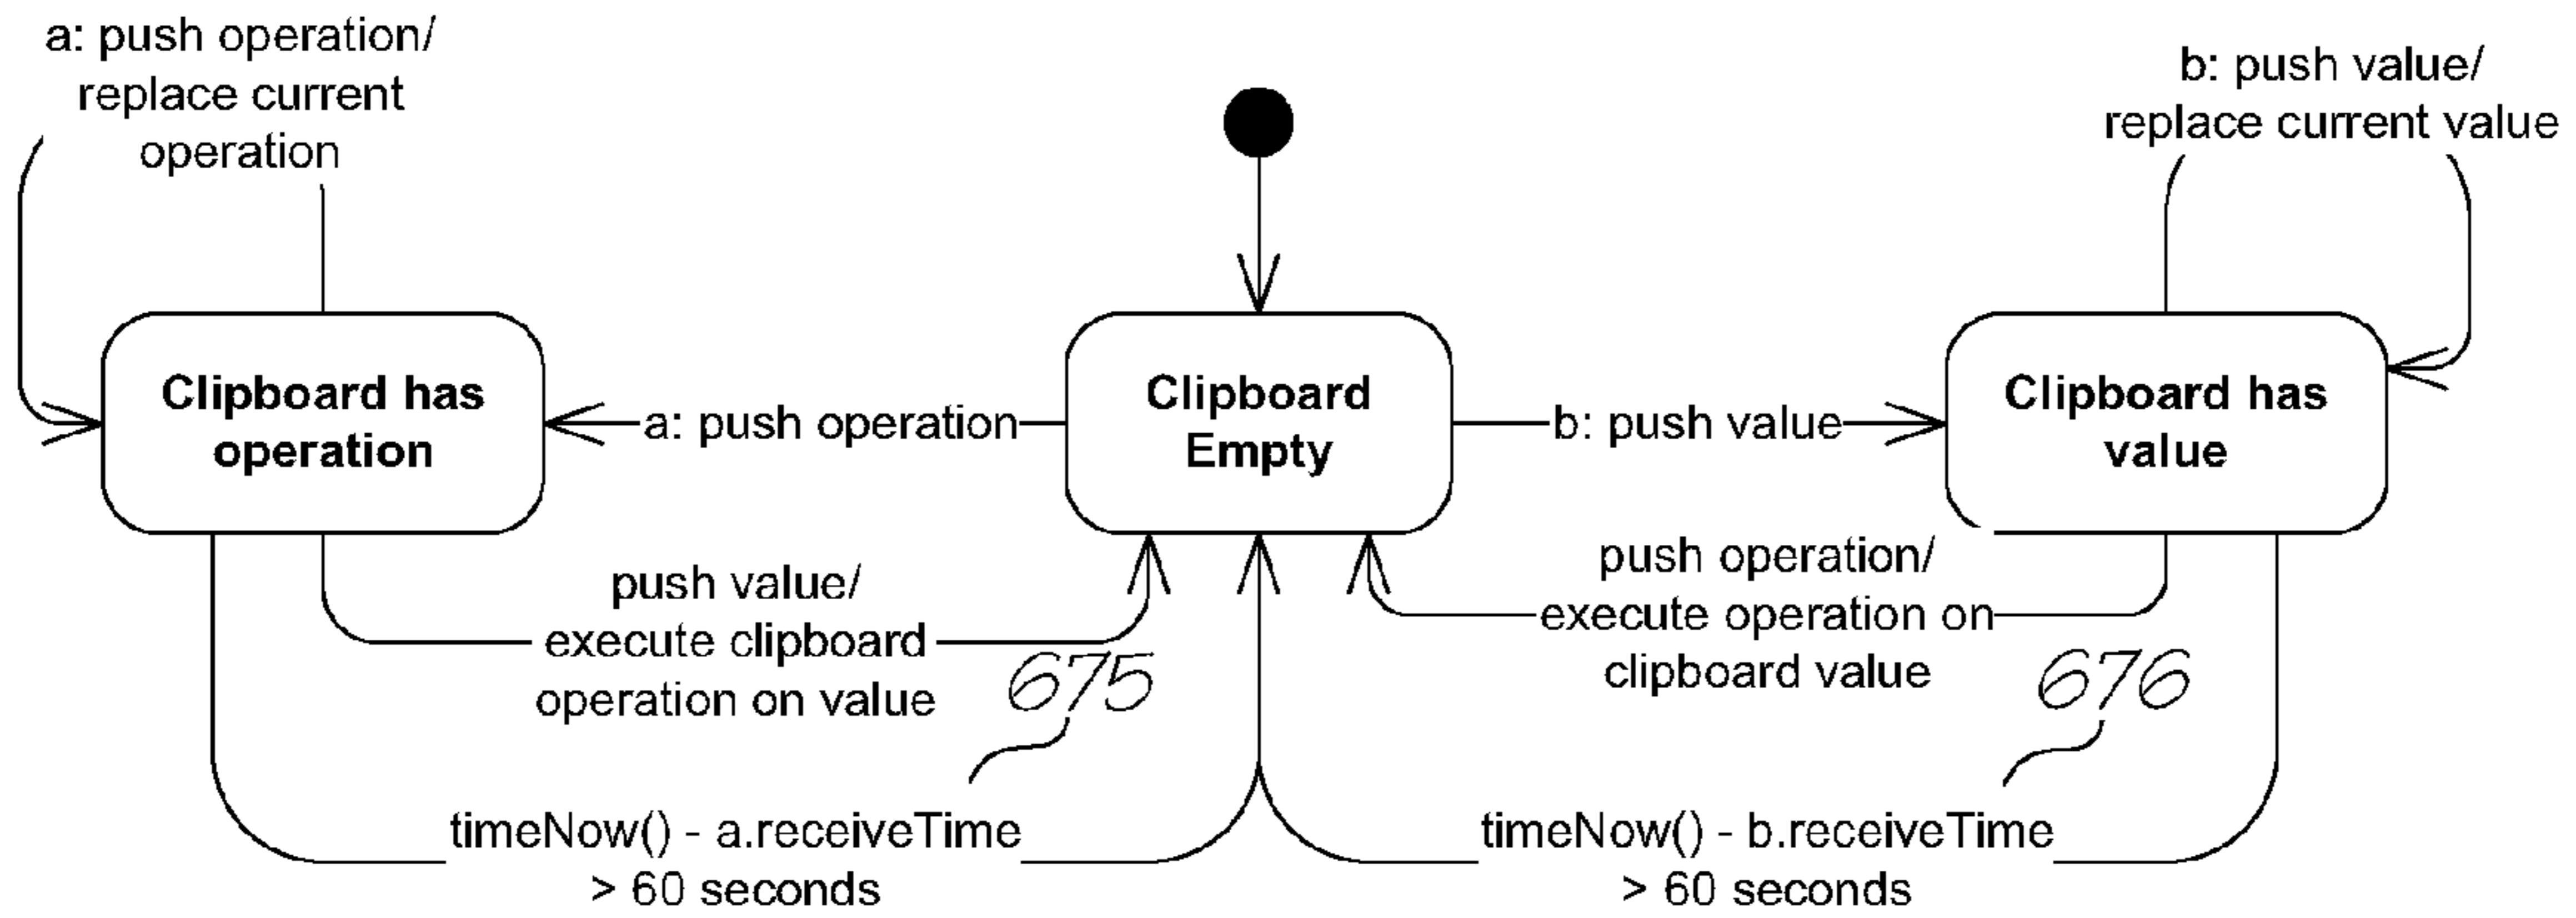 a: push operation/
replace current
operation
b: push value/
replace current value
Clipboard has
operation
a: push operation
Clipboard
Empty
b: push value
Clipboard has
value
push value/
execute clipboard
operation on value
675
push operation/
execute operation on
clipboard value
676
timeNow() - a.receiveTime
> 60 seconds
timeNow() - b.receiveTime
> 60 seconds